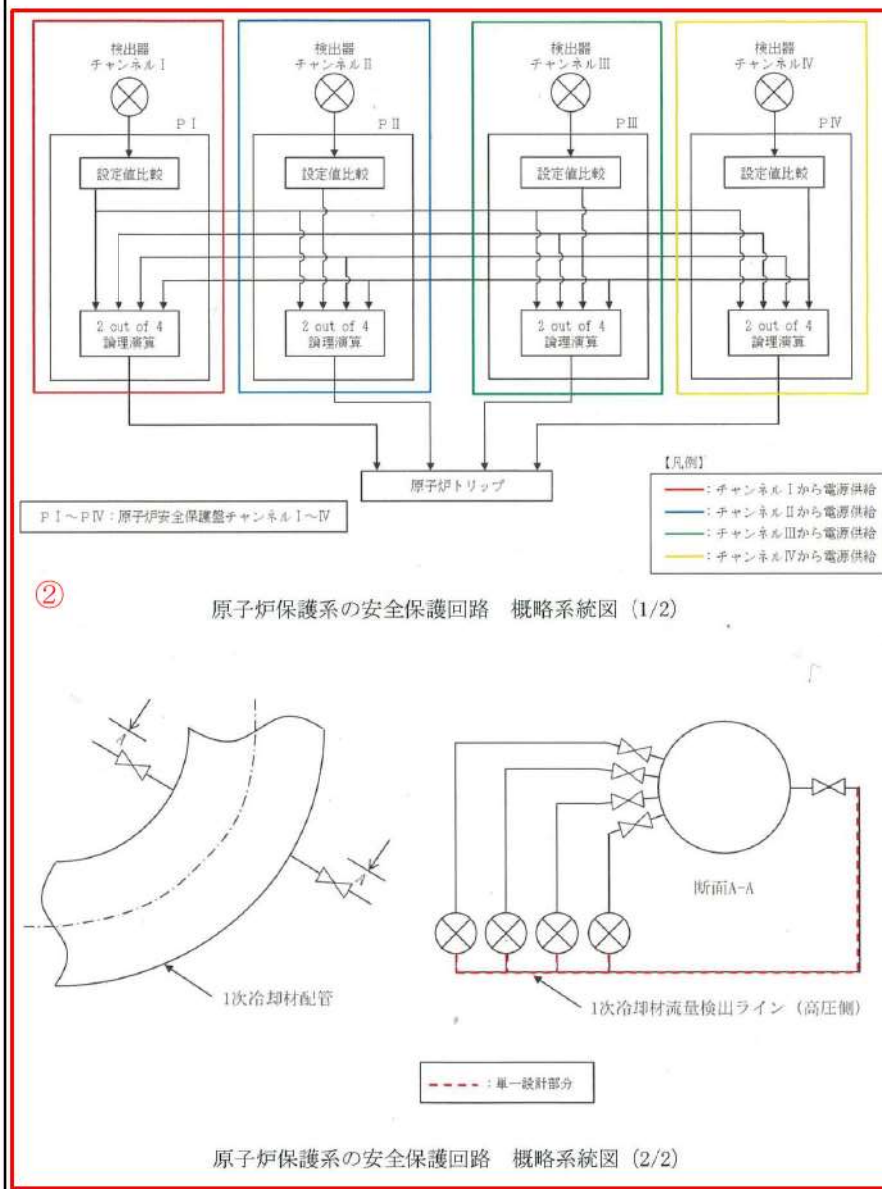 検出器
チャンネルⅠ
検出器
チャンネルⅡ
検出器
チャンネルⅢ
検出器
チャンネルⅣ
PⅠ
PⅡ
PⅢ
PⅣ
設定値比較
設定値比較
設定値比較
設定値比較
2 out of 4
論理演算
2 out of 4
論理演算
2 out of 4
論理演算
2 out of 4
論理演算
原子炉トリップ
【凡例】
:チャンネルⅠから電源供給
:チャンネルⅡから電源供給
:チャンネルⅢから電源供給
:チャンネルⅣから電源供給
PⅠ～PⅣ:原子炉安全保護盤チャンネルⅠ～Ⅳ
②
原子炉保護系の安全保護回路 概略系統図 (1/2)
A
A
1次冷却材配管
断面A-A
1次冷却材流量検出ライン (高圧側)
:単一設計部分
原子炉保護系の安全保護回路 概略系統図 (2/2)